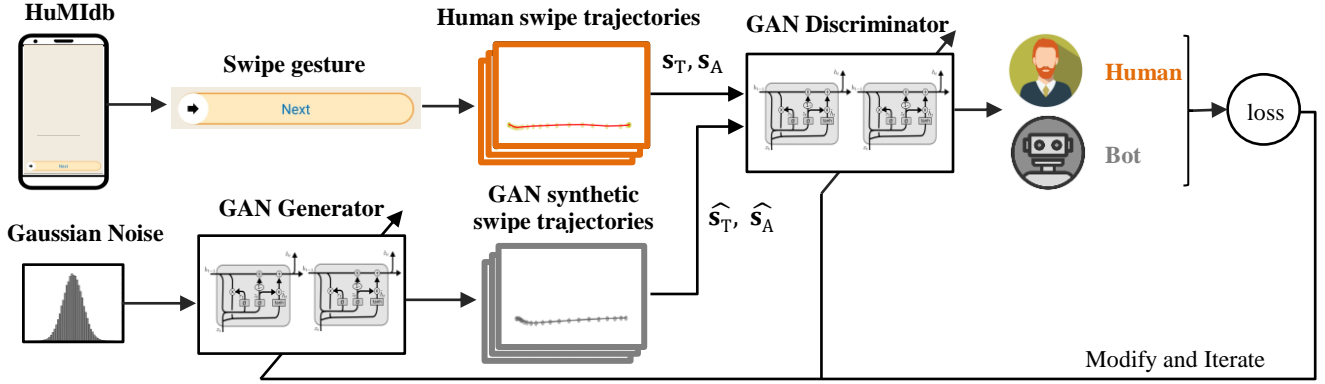 HuMIdb
Human swipe trajectories
GAN Discriminator
Swipe gesture
Next
s_T, s_A
Human
loss
Bot
Next
GAN Generator
GAN synthetic
swipe trajectories
ŝ_T, ŝ_A
Gaussian Noise
Modify and Iterate